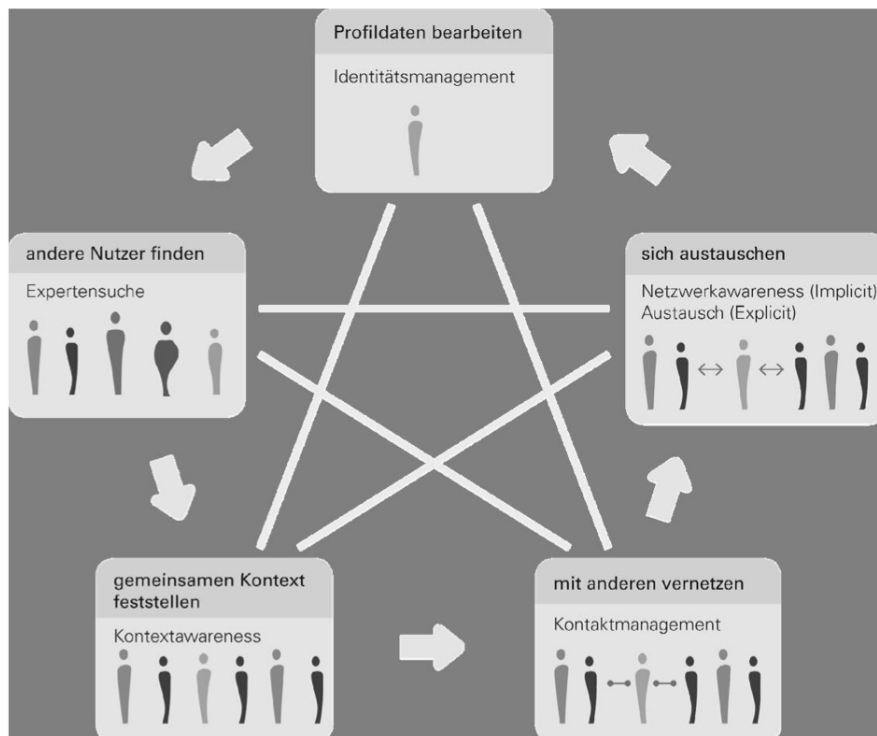 Profildaten bearbeiten
Identitätsmanagement
andere Nutzer finden
Expertensuche
sich austauschen
Netzwerkawareness (Implicit)
Austausch (Explicit)
gemeinsamen Kontext
feststellen
Kontextawareness
mit anderen vernetzen
Kontaktmanagement